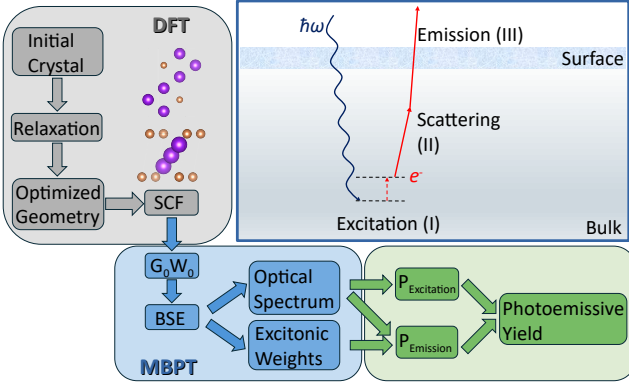 DFT
Initial
Crystal
Relaxation
Optimized
Geometry
SCF
ħω
Emission (III)
Surface
Scattering
(II)
e-
Excitation (I)
Bulk
G₀W₀
BSE
Optical
Spectrum
Excitonic
Weights
MBPT
P_Excitation
P_Emission
Photoemissive
Yield